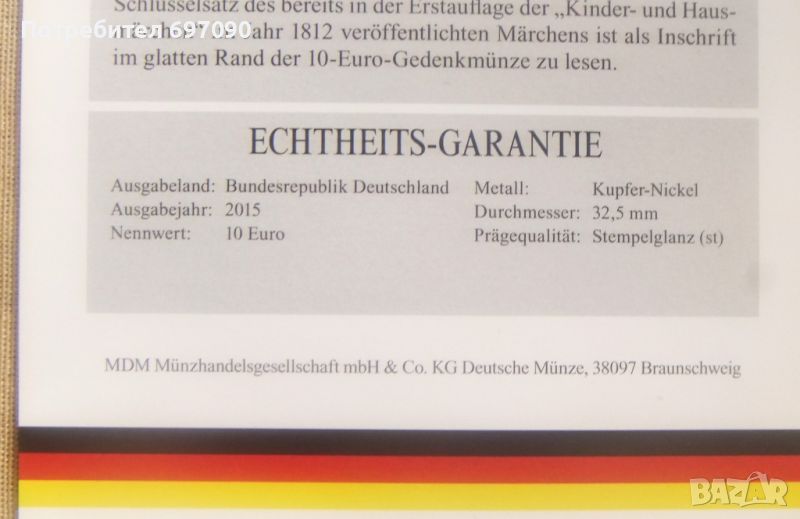 Schlüsselsatz des bereits in der Erstauflage der „Kinder- und Haus-
Потребител 697090
Jahr 1812 veröffentlichten Märchens ist als Inschrift
im glatten Rand der 10-Euro-Gedenkmünze zu lesen.
ECHTHEITS-GARANTIE
Ausgabeland: Bundesrepublik Deutschland Metall: Kupfer-Nickel
Ausgabejahr: 2015 Durchmesser: 32,5 mm
Nennwert: 10 Euro Prägequalität: Stempelglanz (st)
MDM Münzhandelsgesellschaft mbH & Co. KG Deutsche Münze, 38097 Braunschweig
BAZAR